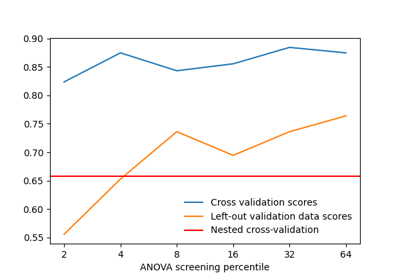 0.90
0.85
0.80
0.75
0.70
0.65
0.60
0.55
Cross validation scores
Left-out validation data scores
Nested cross-validation
2 4 8 16 32 64
ANOVA screening percentile